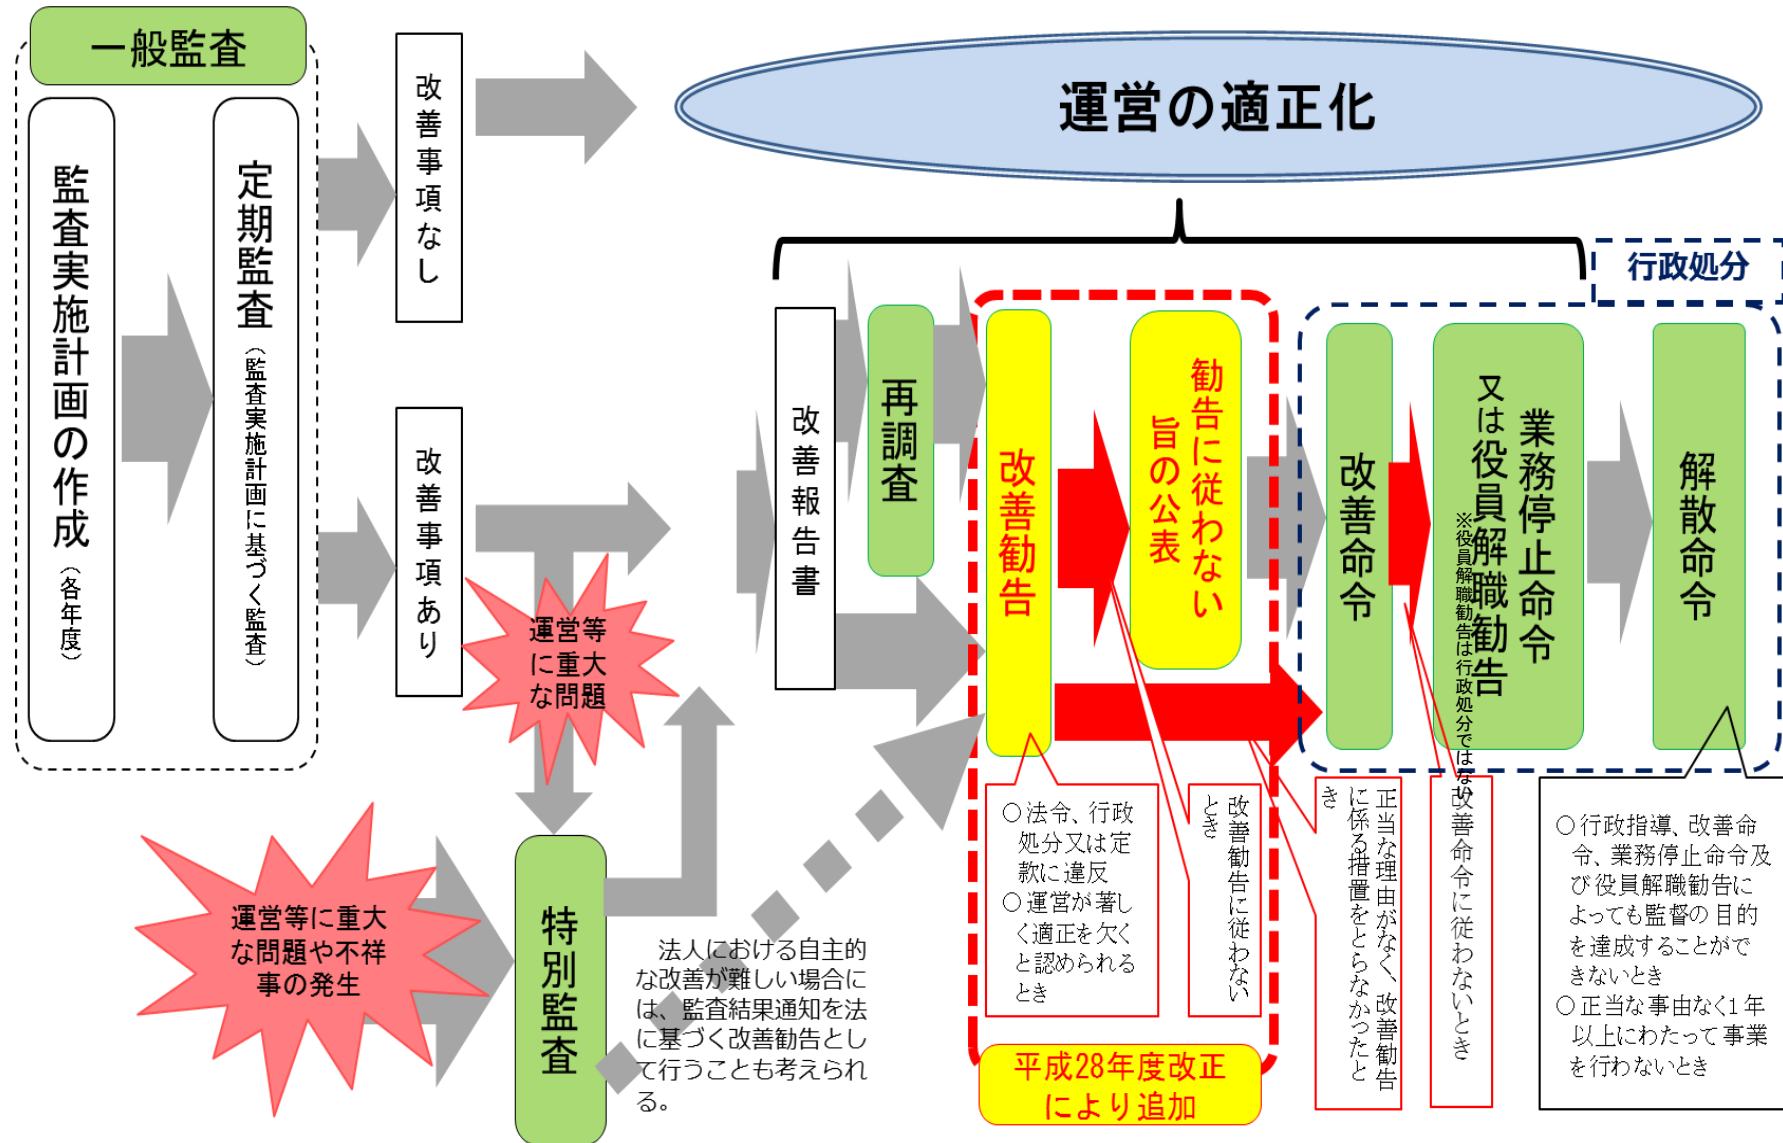 一般監査
監査実施計画の作成（各年度）
定期監査（監査実施計画に基づく監査）
改善事項なし
運営の適正化
改善事項あり
運営等
に重大
な問題
運営等に重大
な問題や不祥
事の発生
特別監査
法人における自主的
な改善が難しい場合に
は、監査結果通知を法
に基づく改善勧告とし
て行うことも考えられ
る。
改善報告書
再調査
改善勧告
勧告に従わない
旨の公表
平成28年度改正
により追加
行政処分
改善命令
業務停止命令
又は役員解職勧告
※役員解職勧告は行政処分ではない
解散命令
○法令、行政
処分又は定
款に違反
○運営が著し
く適正を欠く
と認められる
とき
改善勧告に従わない
とき
正当な理由がなく、改善勧告
に係る措置をとらなかったと
き
改善命令に従わないとき
○行政指導、改善命
令、業務停止命令及
び役員解職勧告に
よっても監督の目的
を達成することがで
きないとき
○正当な事由なく1年
以上にわたって事業
を行わないとき